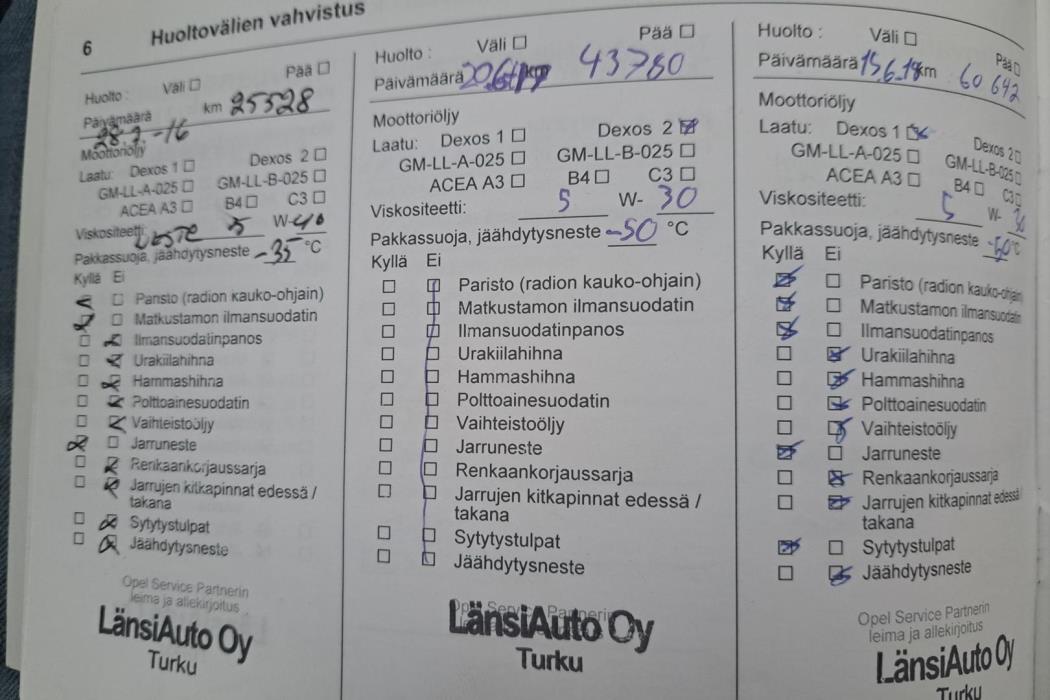 6 Huoltovälien vahvistus
Huolto : Väli Pää
Päivämäärä km 25528
28.7.-16
Moottoriöljy
Laatu: Dexos 1 Dexos 2
GM-LL-A-025 GM-LL-B-025
ACEA A3 B4 C3
Viskositeetti: 5 W-40
Pakkassuoja, jäähdytysneste -35 °C
Kyllä Ei
Paristo (radion kauko-ohjain)
Matkustamon ilmansuodatin
Ilmansuodatinpanos
Urakiilahihna
Hammashihna
Polttoainesuodatin
Vaihteistoöljy
Jarruneste
Renkaankorjaussarja
Jarrujen kitkapinnat edessä /
takana
Sytytystulpat
Jäähdytysneste
Opel Service Partnerin
leima ja allekirjoitus
LänsiAuto Oy
Turku
Huolto : Väli Pää
Päivämäärä km 43780
Moottoriöljy
Laatu: Dexos 1 Dexos 2
GM-LL-A-025 GM-LL-B-025
ACEA A3 B4 C3
Viskositeetti: 5 W- 30
Pakkassuoja, jäähdytysneste -50 °C
Kyllä Ei
Paristo (radion kauko-ohjain)
Matkustamon ilmansuodatin
Ilmansuodatinpanos
Urakiilahihna
Hammashihna
Polttoainesuodatin
Vaihteistoöljy
Jarruneste
Renkaankorjaussarja
Jarrujen kitkapinnat edessä /
takana
Sytytystulpat
Jäähdytysneste
Opel Service Partnerin
LänsiAuto Oy
Turku
Huolto : Väli Pää
Päivämäärä 15.6.18 km 60642
Moottoriöljy
Laatu: Dexos 1 Dexos 2
GM-LL-A-025 GM-LL-B-025
ACEA A3 B4 C3
Viskositeetti: 5 W- 30
Pakkassuoja, jäähdytysneste °C
Kyllä Ei
Paristo (radion kauko-ohjain)
Matkustamon ilmansuodatin
Ilmansuodatinpanos
Urakiilahihna
Hammashihna
Polttoainesuodatin
Vaihteistoöljy
Jarruneste
Renkaankorjaussarja
Jarrujen kitkapinnat edessä /
takana
Sytytystulpat
Jäähdytysneste
Opel Service Partnerin
leima ja allekirjoitus
LänsiAuto Oy
Turku